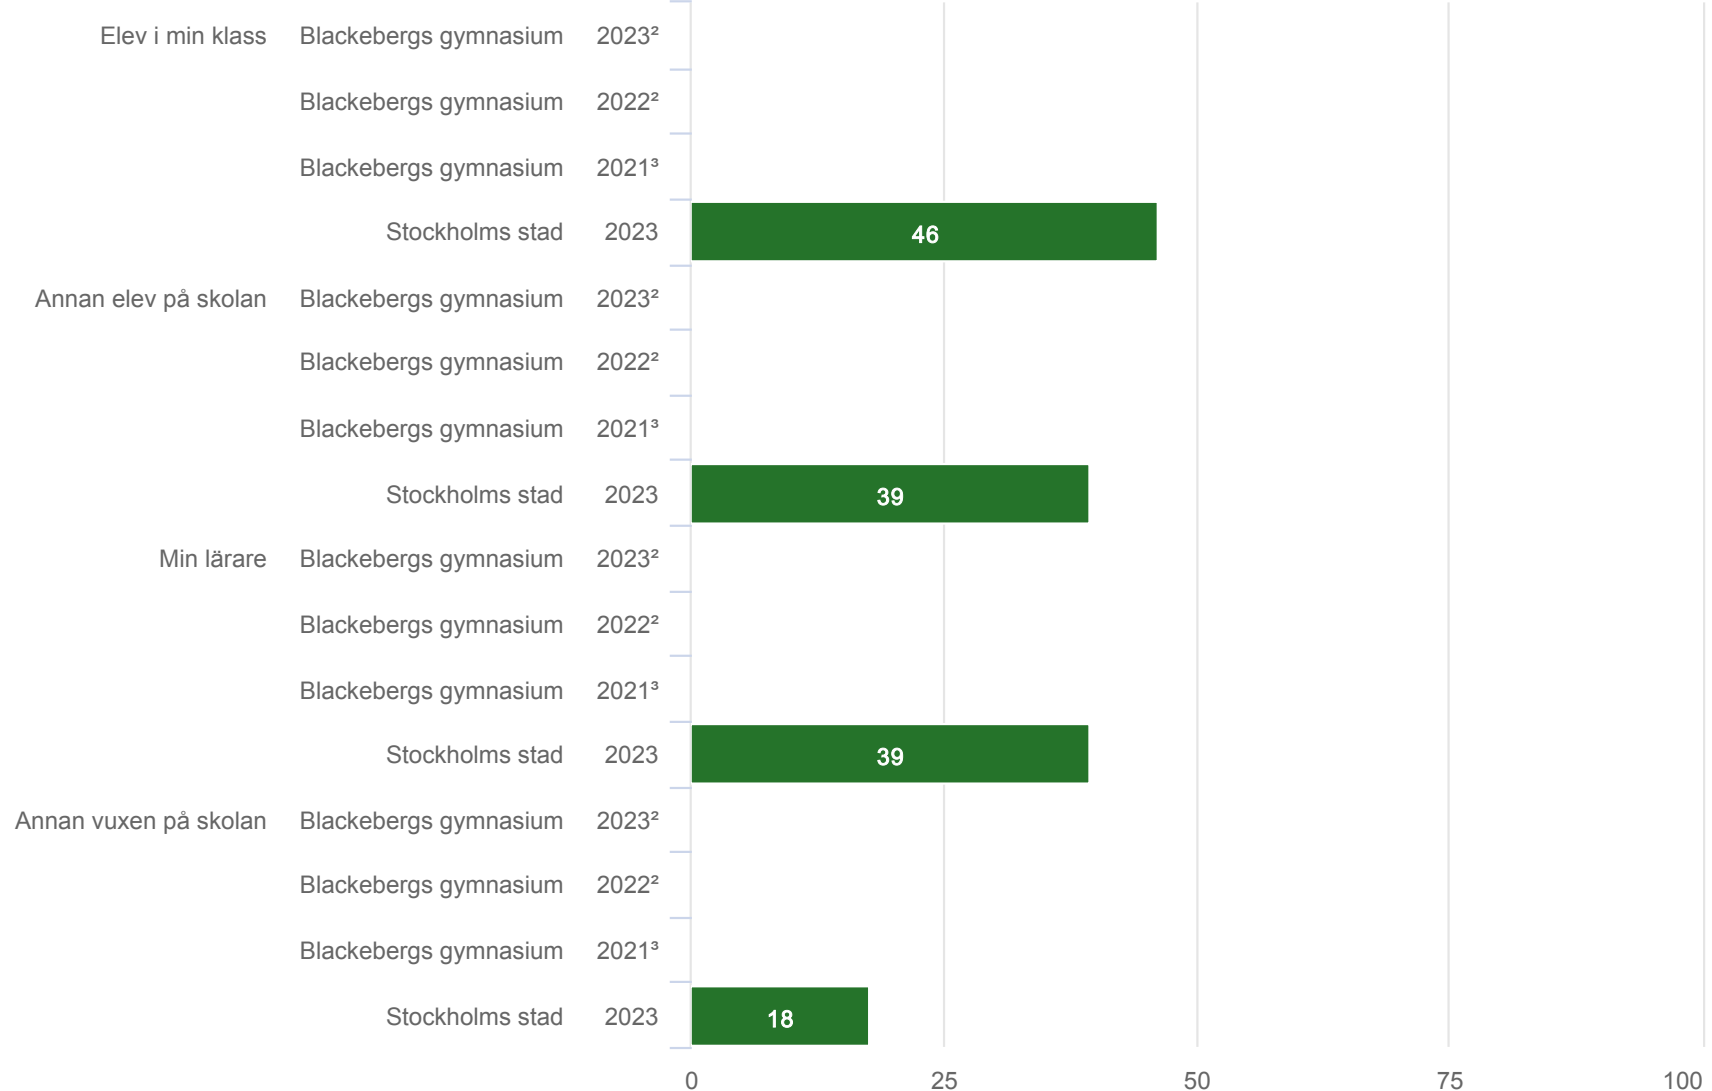 Elev i min klass Blackebergs gymnasium 2023²
Blackebergs gymnasium 2022²
Blackebergs gymnasium 2021³
Stockholms stad 2023 46
Annan elev på skolan Blackebergs gymnasium 2023²
Blackebergs gymnasium 2022²
Blackebergs gymnasium 2021³
Stockholms stad 2023 39
Min lärare Blackebergs gymnasium 2023²
Blackebergs gymnasium 2022²
Blackebergs gymnasium 2021³
Stockholms stad 2023 39
Annan vuxen på skolan Blackebergs gymnasium 2023²
Blackebergs gymnasium 2022²
Blackebergs gymnasium 2021³
Stockholms stad 2023 18
0 25 50 75 100